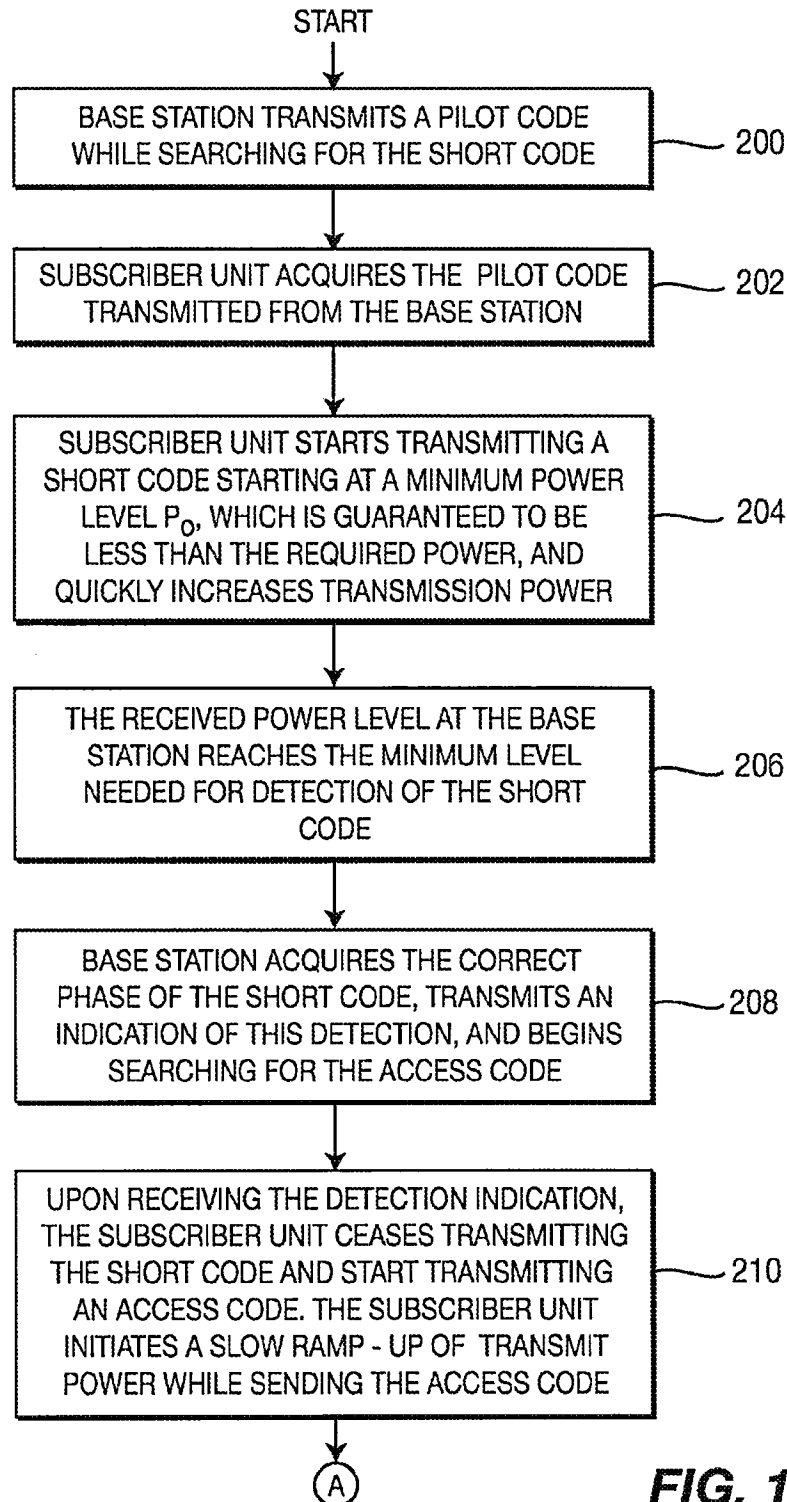 START
BASE STATION TRANSMITS A PILOT CODE
WHILE SEARCHING FOR THE SHORT CODE
200
SUBSCRIBER UNIT ACQUIRES THE PILOT CODE
TRANSMITTED FROM THE BASE STATION
202
SUBSCRIBER UNIT STARTS TRANSMITTING A
SHORT CODE STARTING AT A MINIMUM POWER
LEVEL PO, WHICH IS GUARANTEED TO BE
LESS THAN THE REQUIRED POWER, AND
QUICKLY INCREASES TRANSMISSION POWER
204
THE RECEIVED POWER LEVEL AT THE BASE
STATION REACHES THE MINIMUM LEVEL
NEEDED FOR DETECTION OF THE SHORT
CODE
206
BASE STATION ACQUIRES THE CORRECT
PHASE OF THE SHORT CODE, TRANSMITS AN
INDICATION OF THIS DETECTION, AND BEGINS
SEARCHING FOR THE ACCESS CODE
208
UPON RECEIVING THE DETECTION INDICATION,
THE SUBSCRIBER UNIT CEASES TRANSMITTING
THE SHORT CODE AND START TRANSMITTING
AN ACCESS CODE. THE SUBSCRIBER UNIT
INITIATES A SLOW RAMP - UP OF TRANSMIT
POWER WHILE SENDING THE ACCESS CODE
210
A
FIG. 1